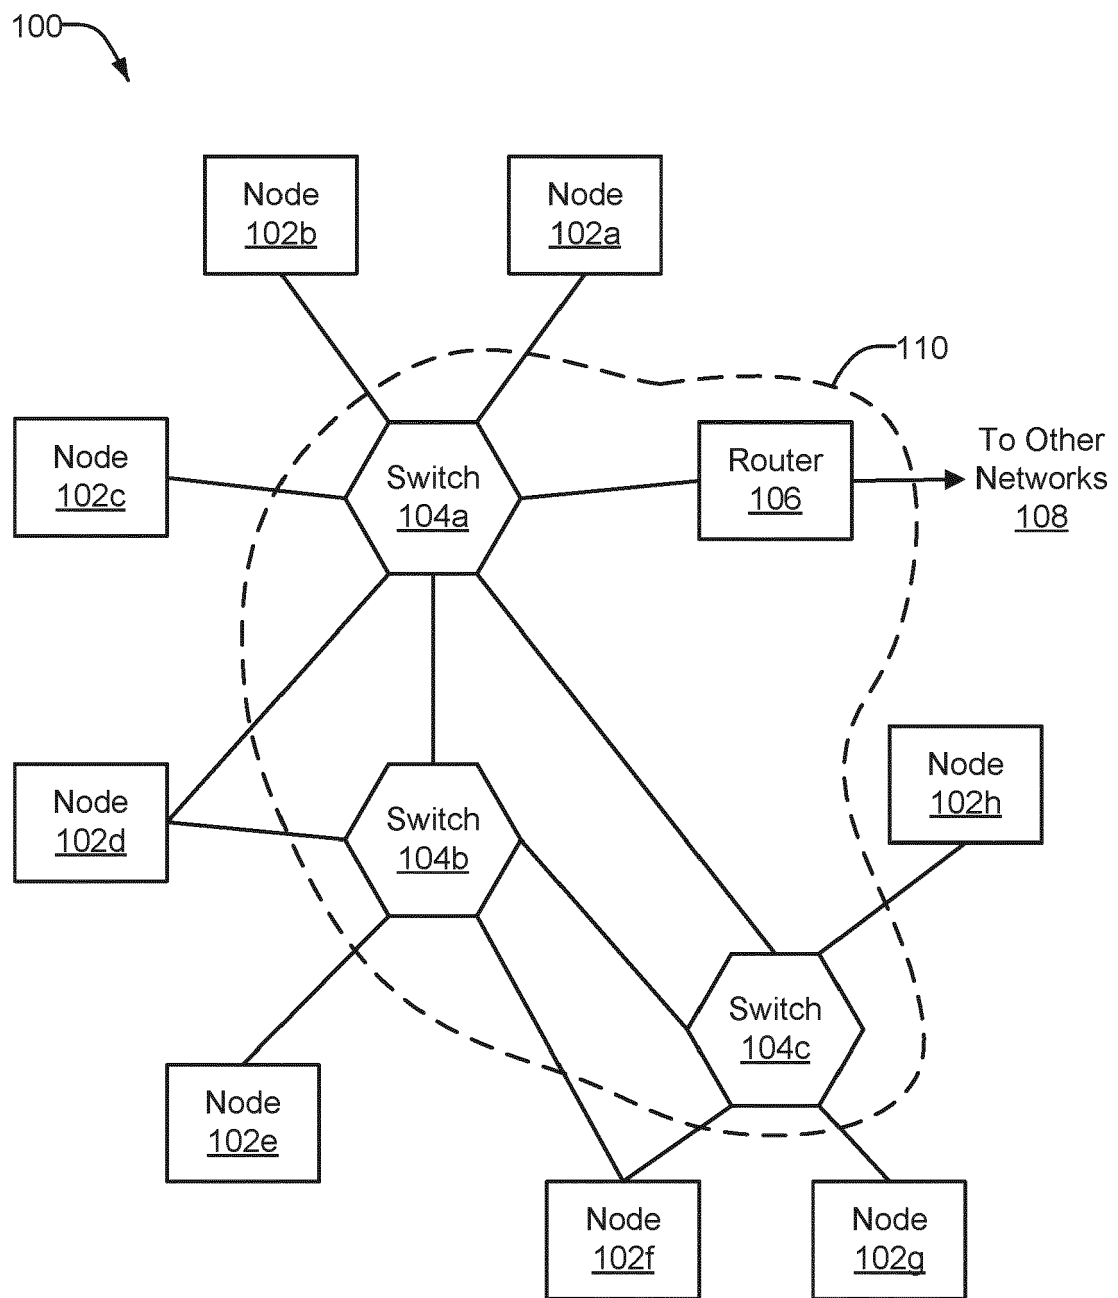 100
Node
102b
Node
102a
110
Node
102c
Switch
104a
Router
106
To Other
Networks
108
Node
102d
Switch
104b
Node
102h
Switch
104c
Node
102e
Node
102f
Node
102g